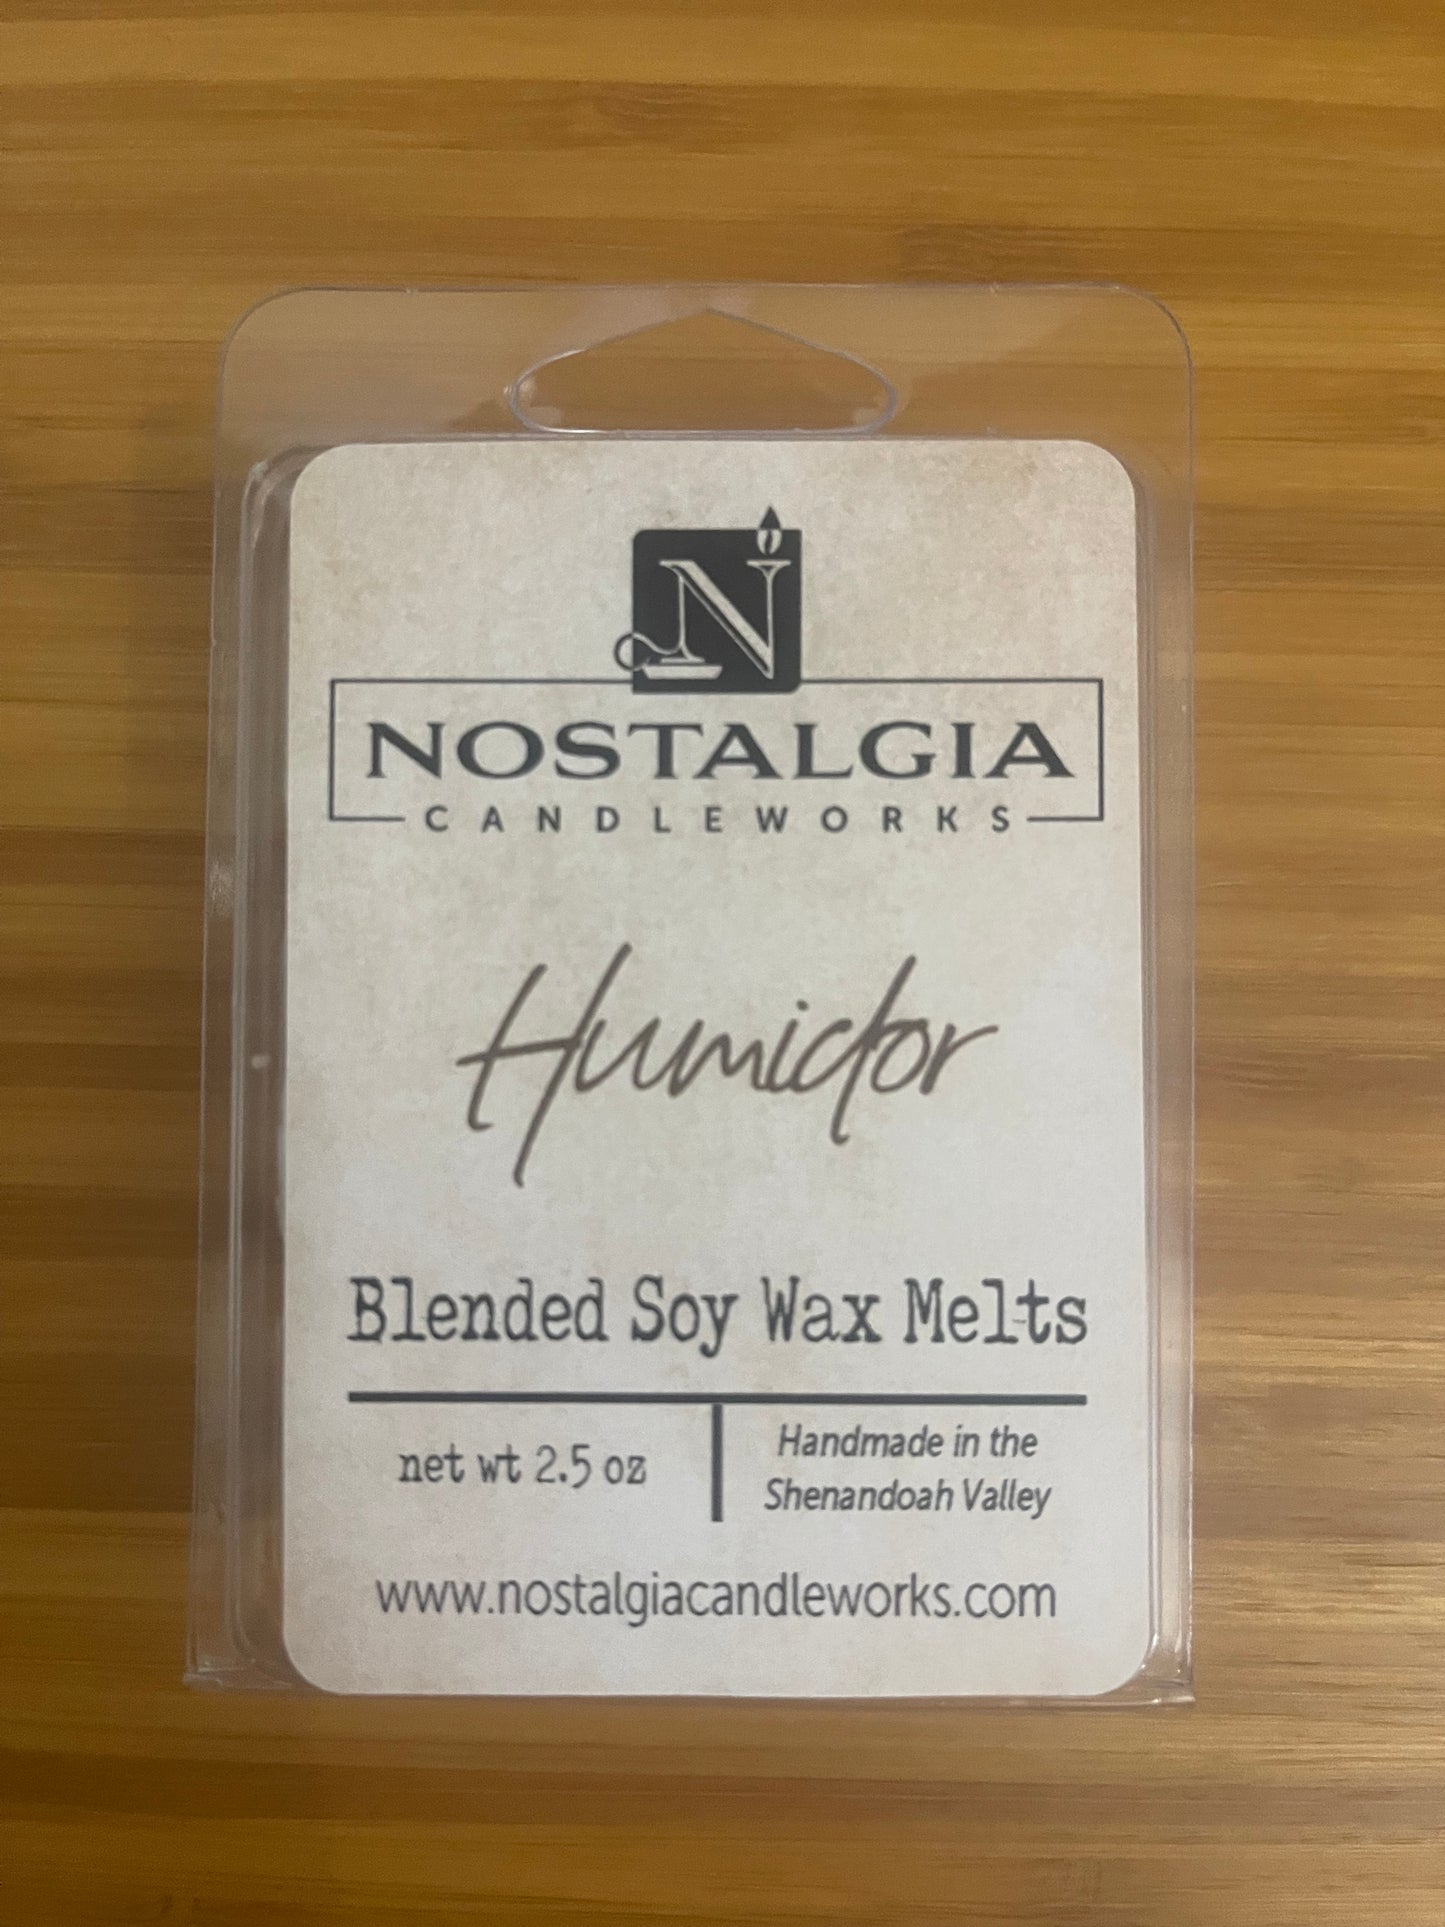 N
NOSTALGIA
CANDLEWORKS
Humidor
Blended Soy Wax Melts
net wt 2.5 oz
Handmade in the
Shenandoah Valley
www.nostalgiacandleworks.com